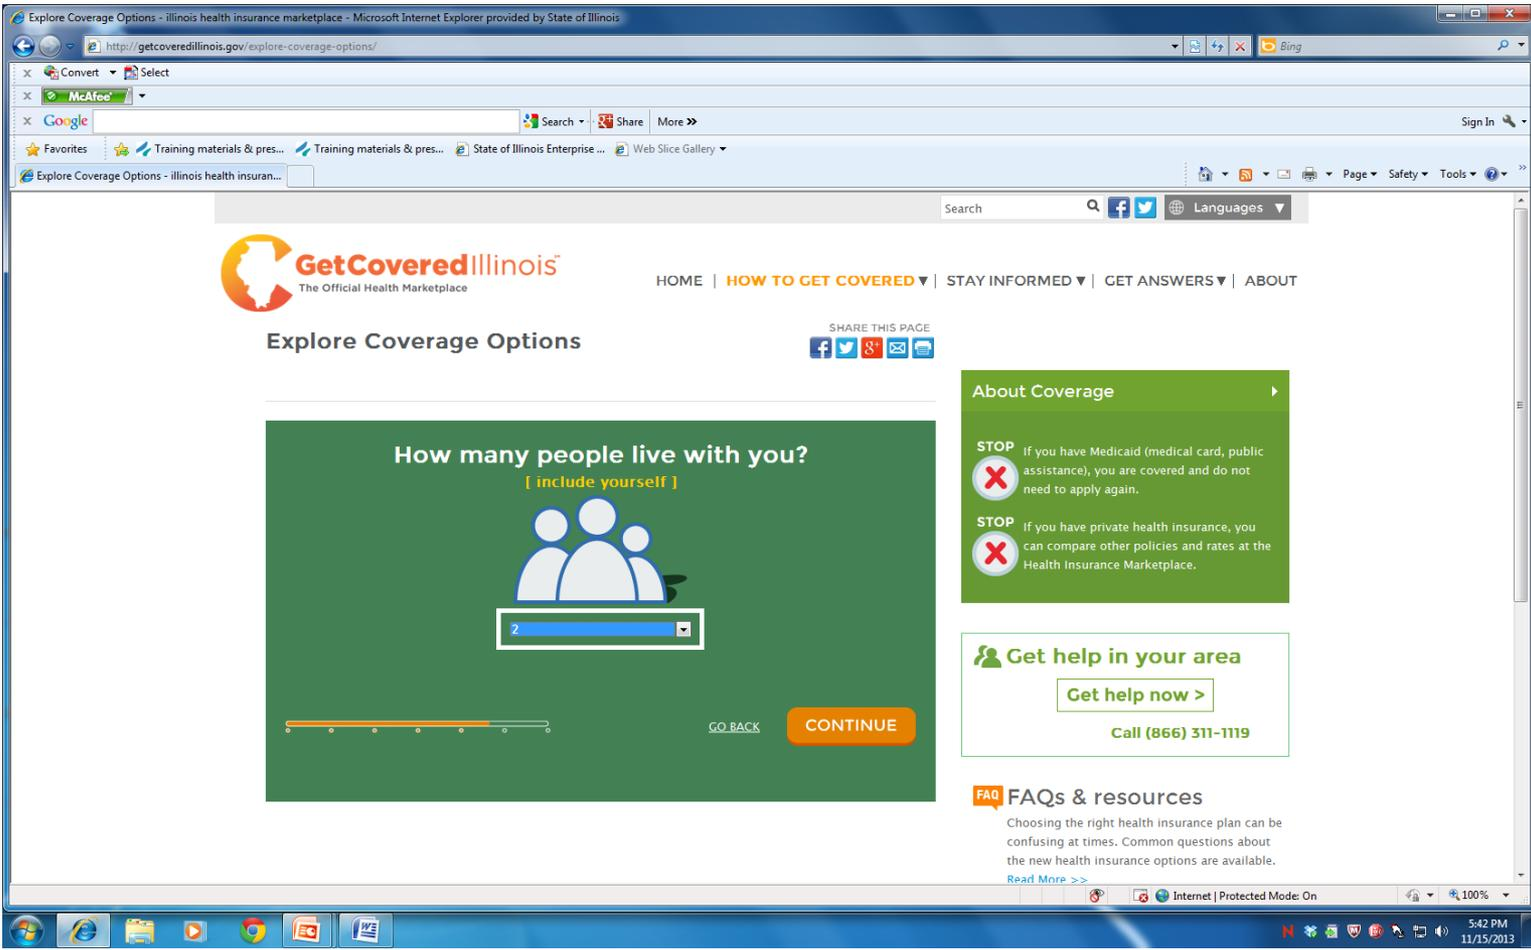 Explore Coverage Options - illinois health insurance marketplace - Microsoft Internet Explorer provided by State of Illinois
http://getcoveredillinois.gov/explore-coverage-options/
Bing
x Convert Select
x McAfee
x Google Search Share More >> Sign In
Favorites Training materials & pres... Training materials & pres... State of Illinois Enterprise ... Web Slice Gallery
Explore Coverage Options - illinois health insuran... Page Safety Tools
Search Languages
GetCoveredIllinois™
The Official Health Marketplace
HOME | HOW TO GET COVERED | STAY INFORMED | GET ANSWERS | ABOUT
Explore Coverage Options
SHARE THIS PAGE
How many people live with you?
[ include yourself ]
2
GO BACK
CONTINUE
About Coverage
STOP
If you have Medicaid (medical card, public
assistance), you are covered and do not
need to apply again.
STOP
If you have private health insurance, you
can compare other policies and rates at the
Health Insurance Marketplace.
Get help in your area
Get help now >
Call (866) 311-1119
FAQ FAQs & resources
Choosing the right health insurance plan can be
confusing at times. Common questions about
the new health insurance options are available.
Read More >>
Internet | Protected Mode: On 100%
5:42 PM
11/15/2013